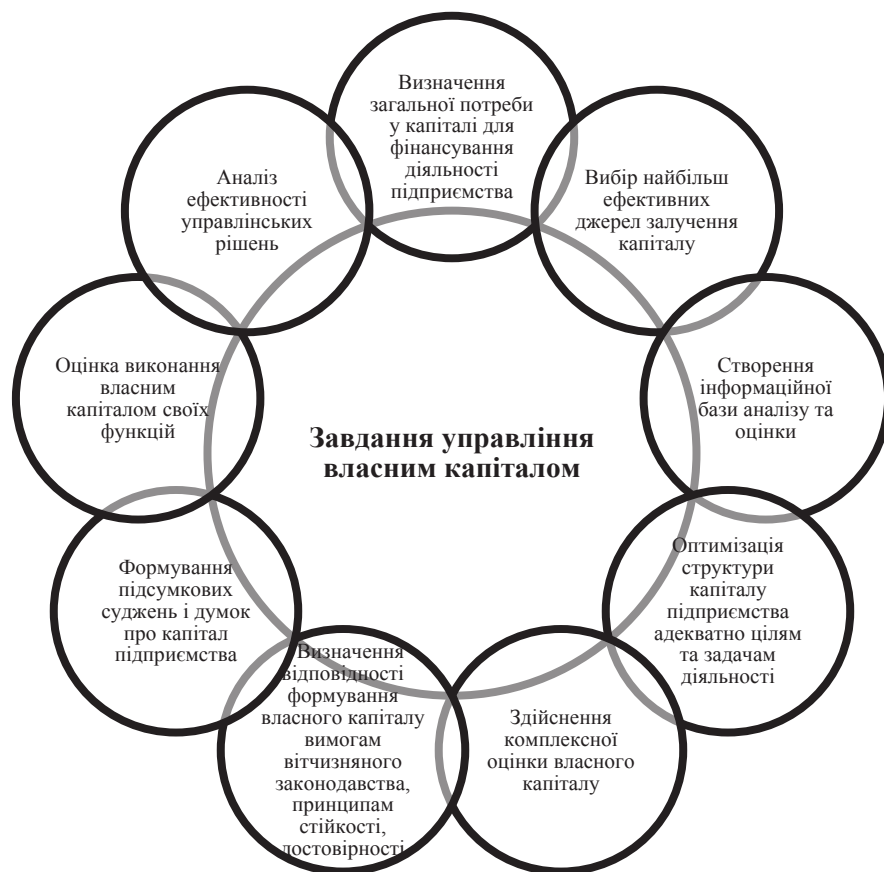 Визначення
загальної потреби
у капіталі для
фінансування
діяльності
підприємства
Вибір найбільш
ефективних
джерел залучення
капіталу
Створення
інформаційної
бази аналізу та
оцінки
Оптимізація
структури
капіталу
підприємства
адекватно цілям
та задачам
діяльності
Здійснення
комплексної
оцінки власного
капіталу
Визначення
відповідності
формування
власного капіталу
вимогам
вітчизняного
законодавства,
принципам
стійкості,
достовірності
Формування
підсумкових
суджень і думок
про капітал
підприємства
Оцінка виконання
власним
капіталом своїх
функцій
Аналіз
ефективності
управлінських
рішень
Завдання управління
власним капіталом